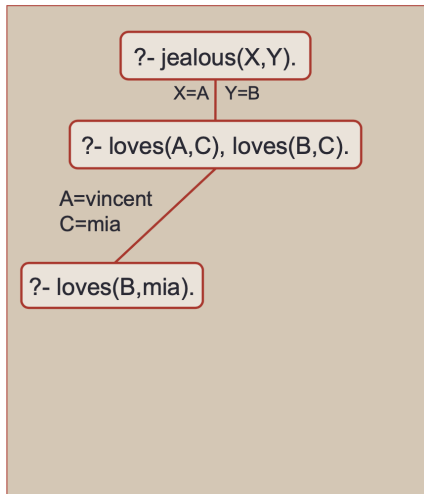 ?- jealous(X,Y).
X=A Y=B
?- loves(A,C), loves(B,C).
A=vincent
C=mia
?- loves(B,mia).